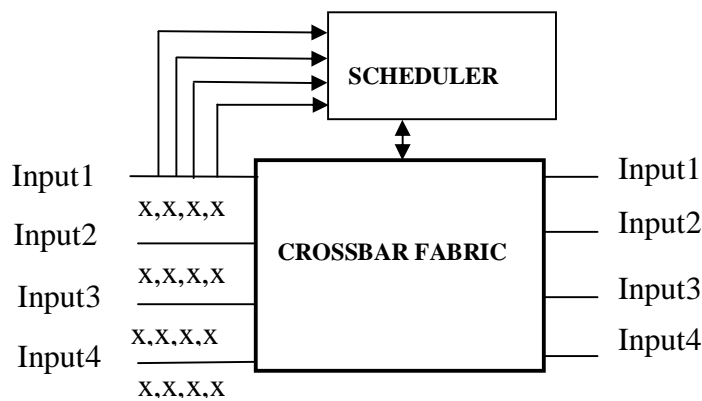 SCHEDULER
Input1
Input1
x,x,x,x
Input2
Input2
CROSSBAR FABRIC
x,x,x,x
Input3
Input3
x,x,x,x
Input4
Input4
x,x,x,x